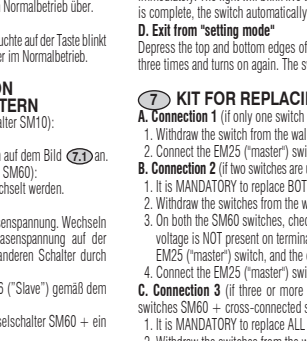 Normalbetrieb über.
uchte auf der Taste blinkt
er im Normalbetrieb.
ON
TERN
alter SM10):
n auf dem Bild 7.1 an.
SM60):
chselt werden.
senspannung. Wechseln
asenspannung auf der
anderen Schalter durch
6 ("Slave") gemäß dem
selschalter SM60 + ein
is complete, the switch automatically
D. Exit from "setting mode"
Depress the top and bottom edges of
three times and turns on again. The s
7 KIT FOR REPLACI
A. Connection 1 (if only one switch
1. Withdraw the switch from the wal
2. Connect the EM25 ("master") swi
B. Connection 2 (if two switches are
1. It is MANDATORY to replace BOT
2. Withdraw the switches from the w
3. On both the SM60 switches, chec
voltage is NOT present on termina
EM25 ("master") switch, and the
4. Connect the EM25 ("master") swi
C. Connection 3 (if three or more
switches SM60 + cross-connected s
1. It is MANDATORY to replace ALL
2. Withdraw the switches from the w